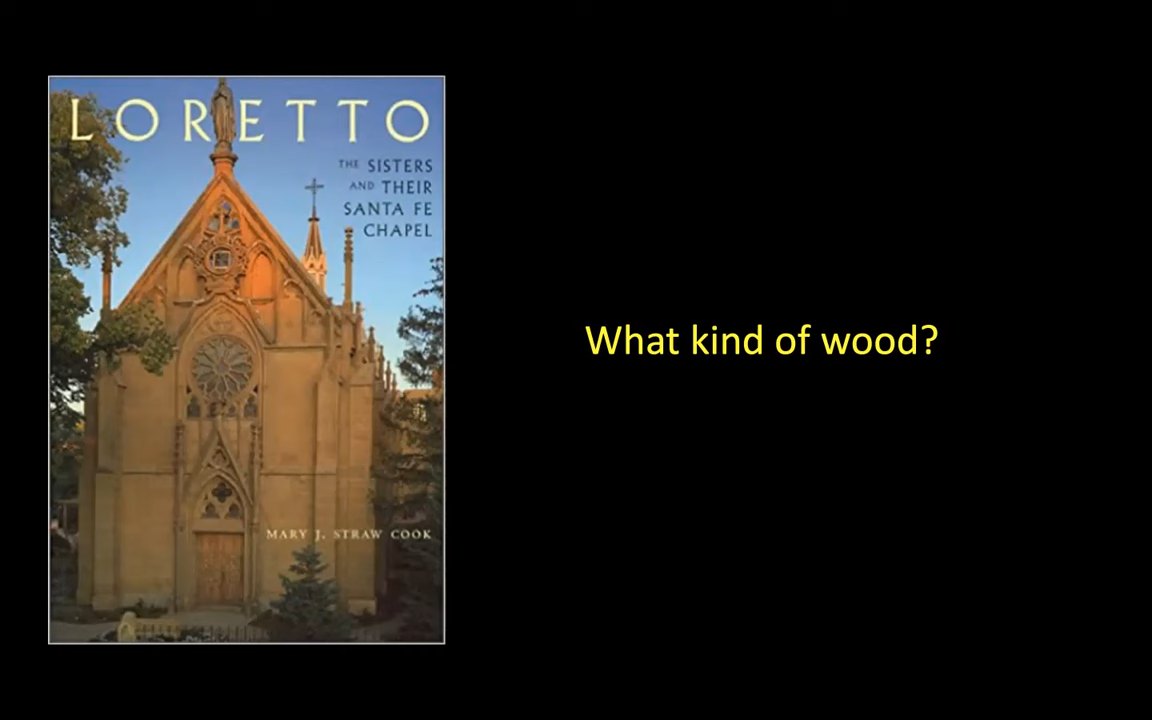 LORETTO
THE SISTERS
AND THEIR
SANTA FE
CHAPEL
What kind of wood?
MARY J. STRAW COOK